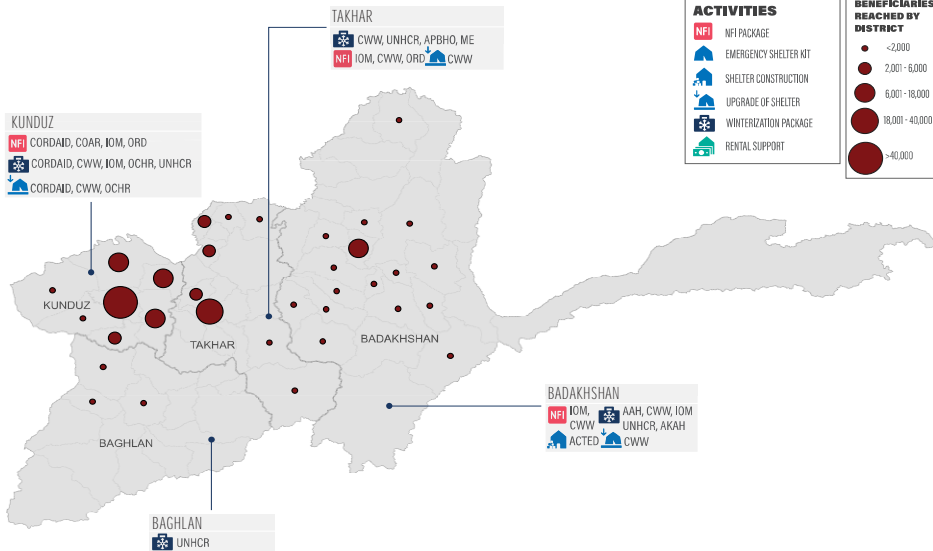 TAKHAR
CWW, UNHCR, APBHO, ME
NFI IOM, CWW, ORD CWW
KUNDUZ
NFI CORDAID, COAR, IOM, ORD
CORDAID, CWW, IOM, OCHR, UNHCR
CORDAID, CWW, OCHR
ACTIVITIES
NFI NFI PACKAGE
EMERGENCY SHELTER KIT
SHELTER CONSTRUCTION
UPGRADE OF SHELTER
WINTERIZATION PACKAGE
RENTAL SUPPORT
BENEFICIARIES
REACHED BY
DISTRICT
<2,000
2,001 - 6,000
6,001 - 18,000
18,001 - 40,000
>40,000
KUNDUZ
TAKHAR
BADAKHSHAN
BAGHLAN
BADAKHSHAN
NFI IOM, AAH, CWW, IOM
CWW UNHCR, AKAH
ACTED CWW
BAGHLAN
UNHCR